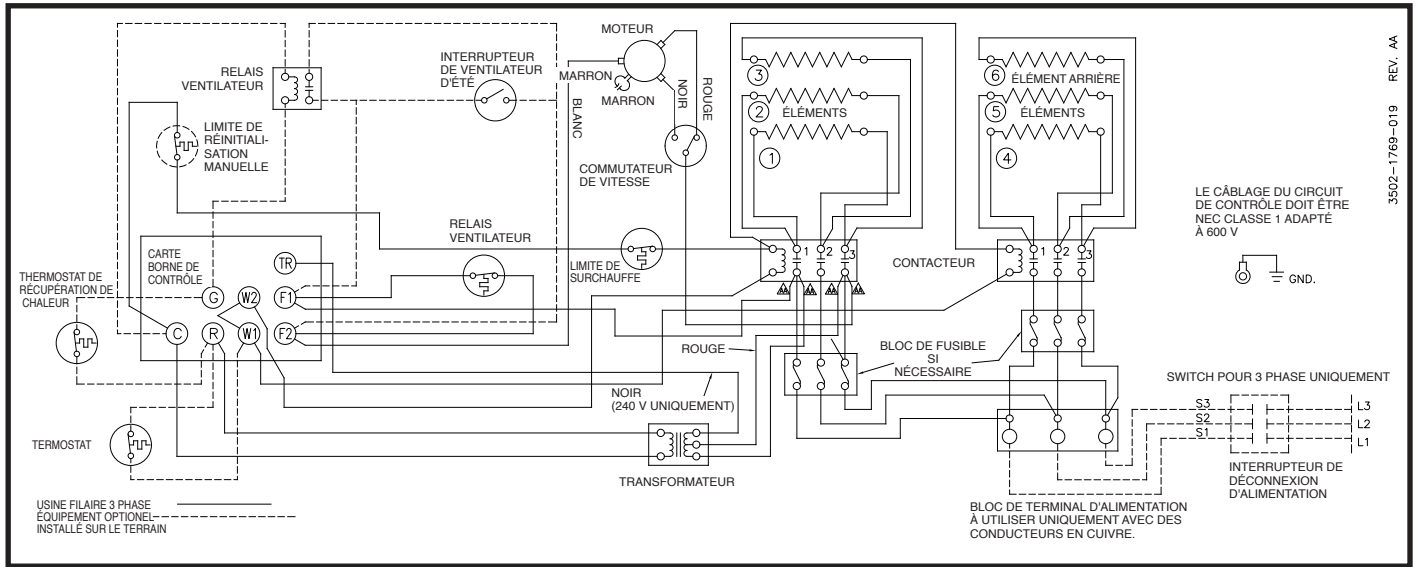 MOTEUR
INTERRUPTEUR
DE VENTILATEUR
D'ÉTÉ
RELAIS
VENTILATEUR
MARRON
MARRON
BLANC
NOIR
ROUGE
LIMITE DE
RÉINITIALI-
SATION
MANUELLE
COMMUTATEUR
DE VITESSE
3
2
ÉLÉMENTS
1
6
ÉLÉMENT ARRIÈRE
5
ÉLÉMENTS
4
3502-1769-019 REV. AA
LE CÂBLAGE DU CIRCUIT
DE CONTRÔLE DOIT ÊTRE
NEC CLASSE 1 ADAPTÉ
À 600 V
GND.
RELAIS
VENTILATEUR
LIMITE DE
SURCHAUFFE
1 2 3
CONTACTEUR
1 2 3
AA AA AA AA
CARTE
BORNE DE
CONTRÔLE
TR
G W2 F1
C R W1 F2
THERMOSTAT DE
RÉCUPÉRATION DE
CHALEUR
ROUGE
BLOC DE FUSIBLE
SI
NÉCESSAIRE
NOIR
(240 V UNIQUEMENT)
SWITCH POUR 3 PHASE UNIQUEMENT
S3 L3
S2 L2
S1 L1
TERMOSTAT
TRANSFORMATEUR
INTERRUPTEUR DE
DÉCONNEXION
D'ALIMENTATION
BLOC DE TERMINAL D'ALIMENTATION
À UTILISER UNIQUEMENT AVEC DES
CONDUCTEURS EN CUIVRE.
USINE FILAIRE 3 PHASE
ÉQUIPEMENT OPTIONEL
INSTALLÉ SUR LE TERRAIN